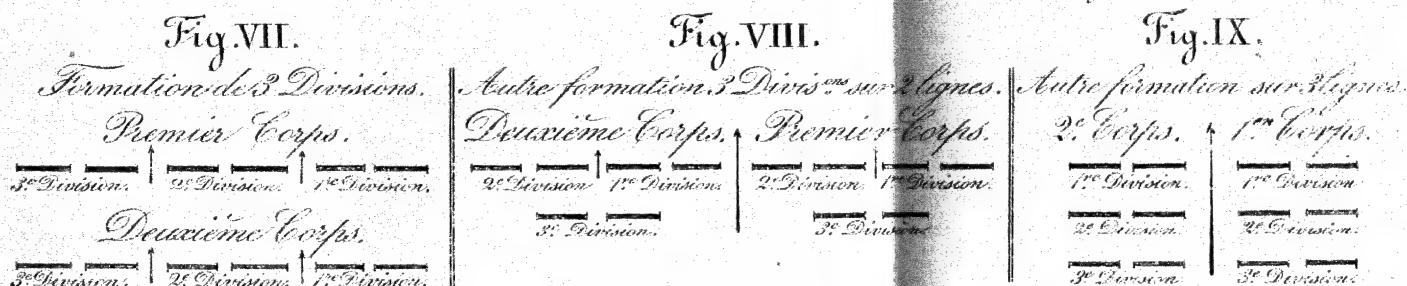 Fig. VII.
Formation de 3 Divisions.
Premier Corps.
3e Division. 2e Division. 1re Division.
Deuxième Corps.
3e Division. 2e Division. 1re Division.
Fig. VIII.
Autre formation 3 Divisons sur 2 lignes.
Deuxième Corps. Premier Corps.
2e Division 1re Division. 2e Division. 1re Division.
3e Division. 3e Division.
Fig. IX.
Autre formation sur 3 lignes.
2e Corps. 1er Corps.
1re Division. 1re Division.
2e Division. 2e Division.
3e Division. 3e Division.